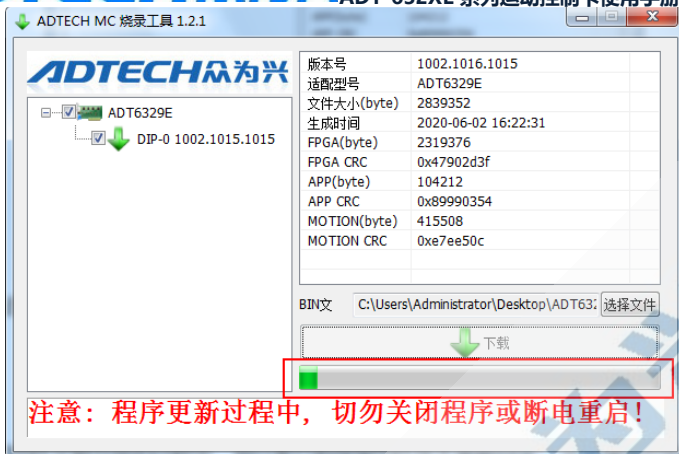 ADTECH MC 烧录工具 1.2.1
ADTECH众为兴
ADT6329E
DIP-0 1002.1015.1015
版本号 1002.1016.1015
适配型号 ADT6329E
文件大小(byte) 2839352
生成时间 2020-06-02 16:22:31
FPGA(byte) 2319376
FPGA CRC 0x47902d3f
APP(byte) 104212
APP CRC 0x89990354
MOTION(byte) 415508
MOTION CRC 0xe7ee50c
BIN文 C:\Users\Administrator\Desktop\ADT632 选择文件
下载
注意：程序更新过程中，切勿关闭程序或断电重启！